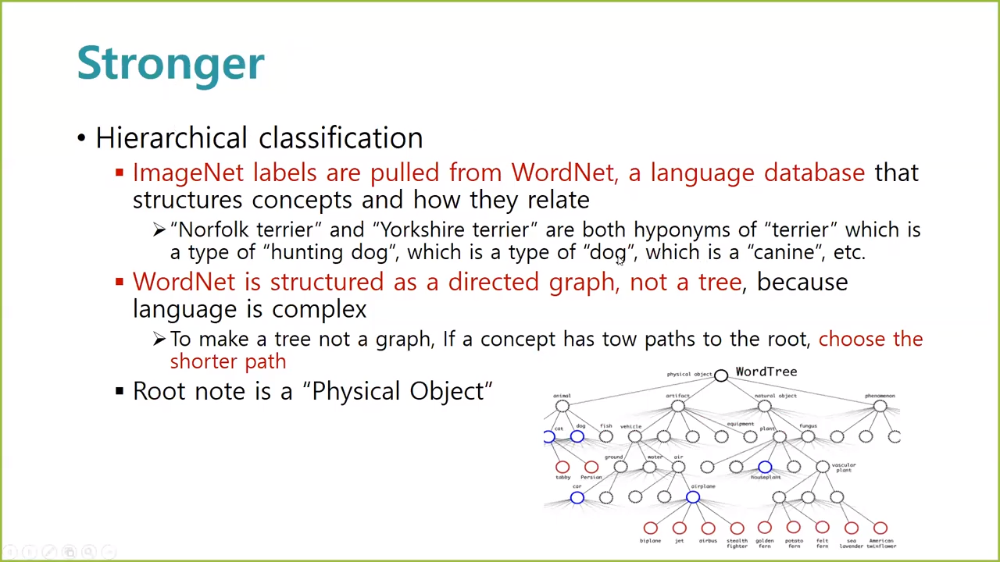 Stronger
• Hierarchical classification
▪ ImageNet labels are pulled from WordNet, a language database that
structures concepts and how they relate
➢ “Norfolk terrier” and “Yorkshire terrier” are both hyponyms of “terrier” which is
a type of “hunting dog”, which is a type of “dog”, which is a “canine”, etc.
▪ WordNet is structured as a directed graph, not a tree, because
language is complex
➢ To make a tree not a graph, If a concept has tow paths to the root, choose the
shorter path
▪ Root note is a “Physical Object”
WordTree
physical object
animal artifact natural object phenomenon
cat dog fish vehicle equipment plant fungus
ground water air
tabby Persian houseplant vascular
plant
car airplane
biplane jet airbus stealth
fighter golden
fern potato
fern felt
fern sea
lavender American
twinflower